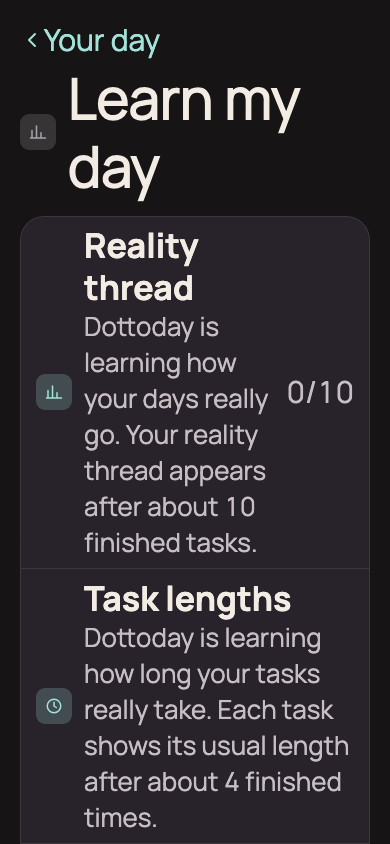 Your day
Learn my
day
Reality
thread
Dottoday is
learning how
your days really
go. Your reality
thread appears
after about 10
finished tasks.
0/10
Task lengths
Dottoday is learning
how long your tasks
really take. Each task
shows its usual length
after about 4 finished
times.